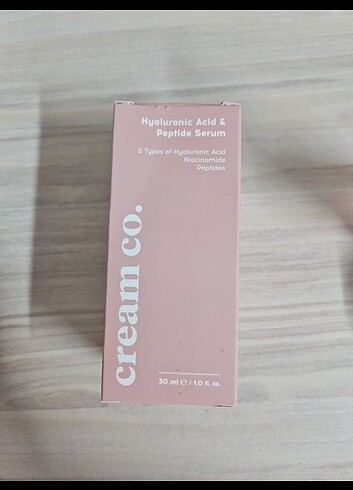 Hyaluronic Acid &
Peptide Serum
5 Types of Hyaluronic Acid
Niacinamide
Peptides
cream co.
30 ml ℮ / 1.0 fl. oz.